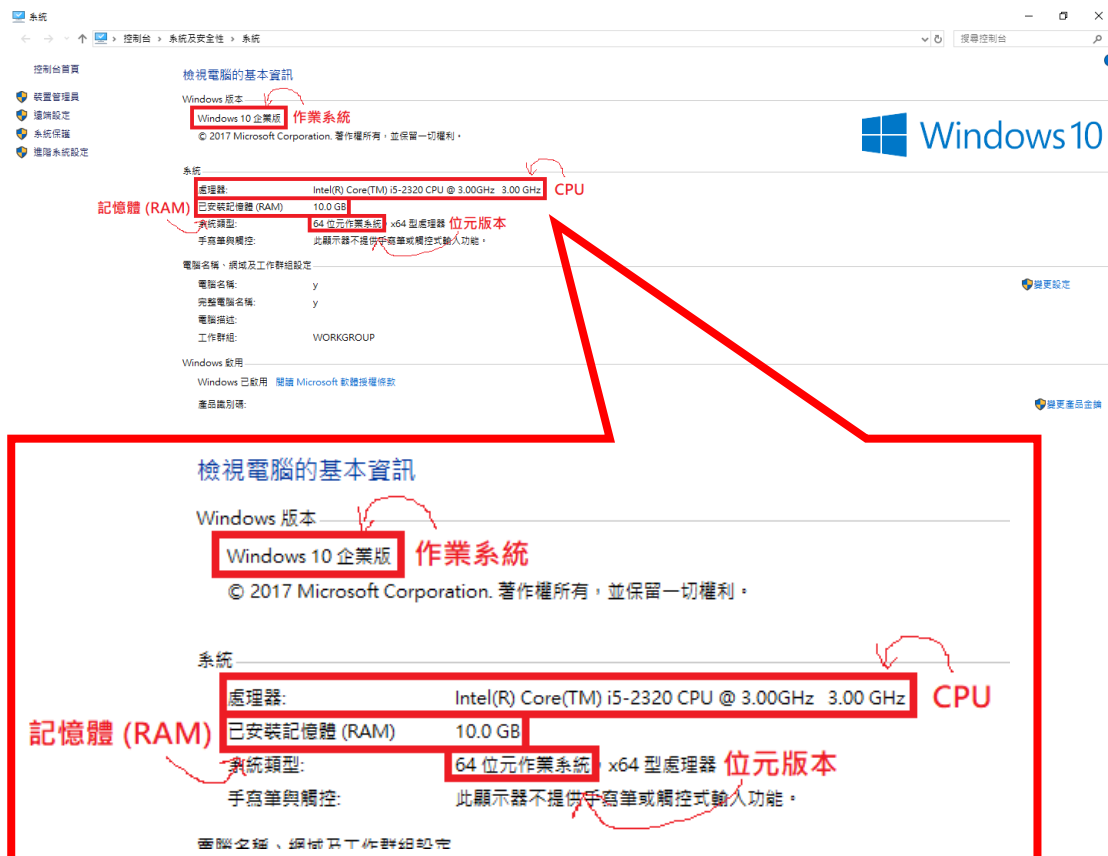 系統
控制台 › 系統及安全性 › 系統
搜尋控制台
控制台首頁
裝置管理員
遠端設定
系統保護
進階系統設定
檢視電腦的基本資訊
Windows 版本
Windows 10 企業版 作業系統
© 2017 Microsoft Corporation. 著作權所有，並保留一切權利。
Windows 10
系統
處理器: Intel(R) Core(TM) i5-2320 CPU @ 3.00GHz 3.00 GHz CPU
記憶體 (RAM) 已安裝記憶體 (RAM) 10.0 GB
系統類型: 64 位元作業系統，x64 型處理器 位元版本
手寫筆與觸控: 此顯示器不提供手寫筆或觸控式輸入功能。
電腦名稱、網域及工作群組設定
電腦名稱: y
變更設定
完整電腦名稱: y
電腦描述:
工作群組: WORKGROUP
Windows 啟用
Windows 已啟用 閱讀 Microsoft 軟體授權條款
產品識別碼:
變更產品金鑰
檢視電腦的基本資訊
Windows 版本
Windows 10 企業版 作業系統
© 2017 Microsoft Corporation. 著作權所有，並保留一切權利。
系統
處理器: Intel(R) Core(TM) i5-2320 CPU @ 3.00GHz 3.00 GHz CPU
記憶體 (RAM) 已安裝記憶體 (RAM) 10.0 GB
系統類型: 64 位元作業系統，x64 型處理器 位元版本
手寫筆與觸控: 此顯示器不提供手寫筆或觸控式輸入功能。
電腦名稱、網域及工作群組設定